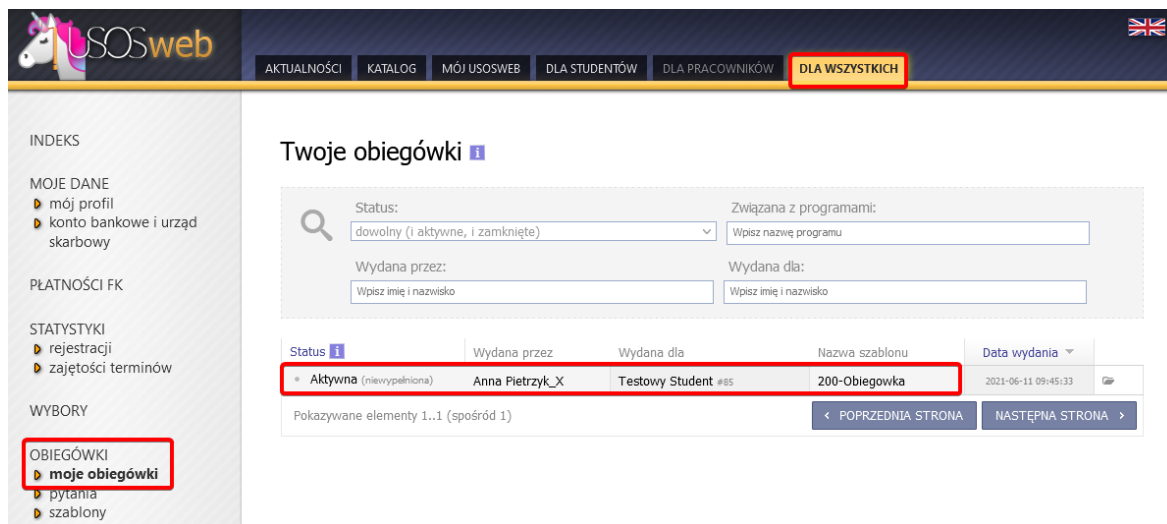 USOSweb
AKTUALNOŚCI KATALOG MÓJ USOSWEB DLA STUDENTÓW DLA PRACOWNIKÓW DLA WSZYSTKICH
INDEKS
MOJE DANE
mój profil
konto bankowe i urząd
skarbowy
PŁATNOŚCI FK
STATYSTYKI
rejestracji
zajętości terminów
WYBORY
OBIEGÓWKI
moje obiegówki
pytania
szablony
Twoje obiegówki i
Status: Związana z programami:
dowolny (i aktywne, i zamknięte) Wpisz nazwę programu
Wydana przez: Wydana dla:
Wpisz imię i nazwisko Wpisz imię i nazwisko
Status i Wydana przez Wydana dla Nazwa szablonu Data wydania
Aktywna (niewypełniona) Anna Pietrzyk_X Testowy Student #85 200-Obiegowka 2021-06-11 09:45:33
Pokazywane elementy 1..1 (spośród 1) ‹ POPRZEDNIA STRONA NASTĘPNA STRONA ›